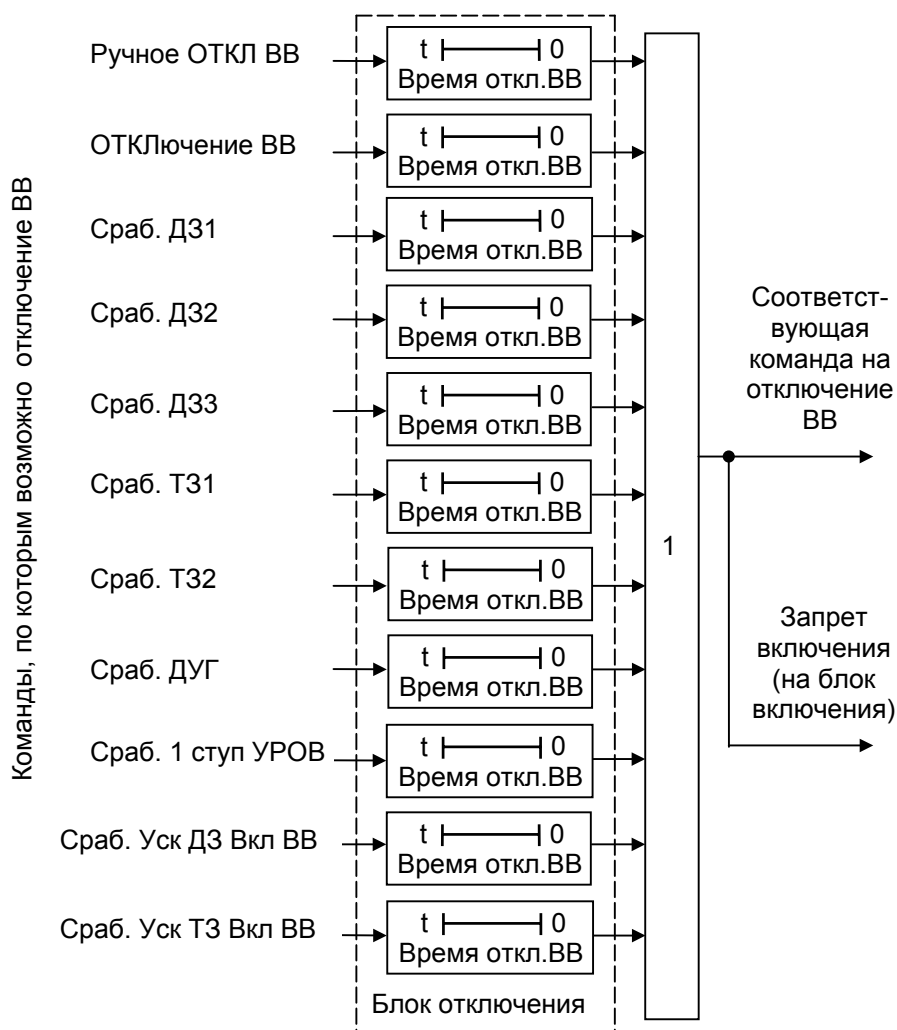 Команды, по которым возможно отключение ВВ
Ручное ОТКЛ ВВ
t 0
Время откл.ВВ
ОТКЛючение ВВ
t 0
Время откл.ВВ
Сраб. ДЗ1
t 0
Время откл.ВВ
Сраб. ДЗ2
t 0
Время откл.ВВ
Сраб. ДЗ3
t 0
Время откл.ВВ
Сраб. ТЗ1
t 0
Время откл.ВВ
Сраб. ТЗ2
t 0
Время откл.ВВ
Сраб. ДУГ
t 0
Время откл.ВВ
Сраб. 1 ступ УРОВ
t 0
Время откл.ВВ
Сраб. Уск ДЗ Вкл ВВ
t 0
Время откл.ВВ
Сраб. Уск ТЗ Вкл ВВ
t 0
Время откл.ВВ
Блок отключения
1
Соответст-
вующая
команда на
отключение
ВВ
Запрет
включения
(на блок
включения)